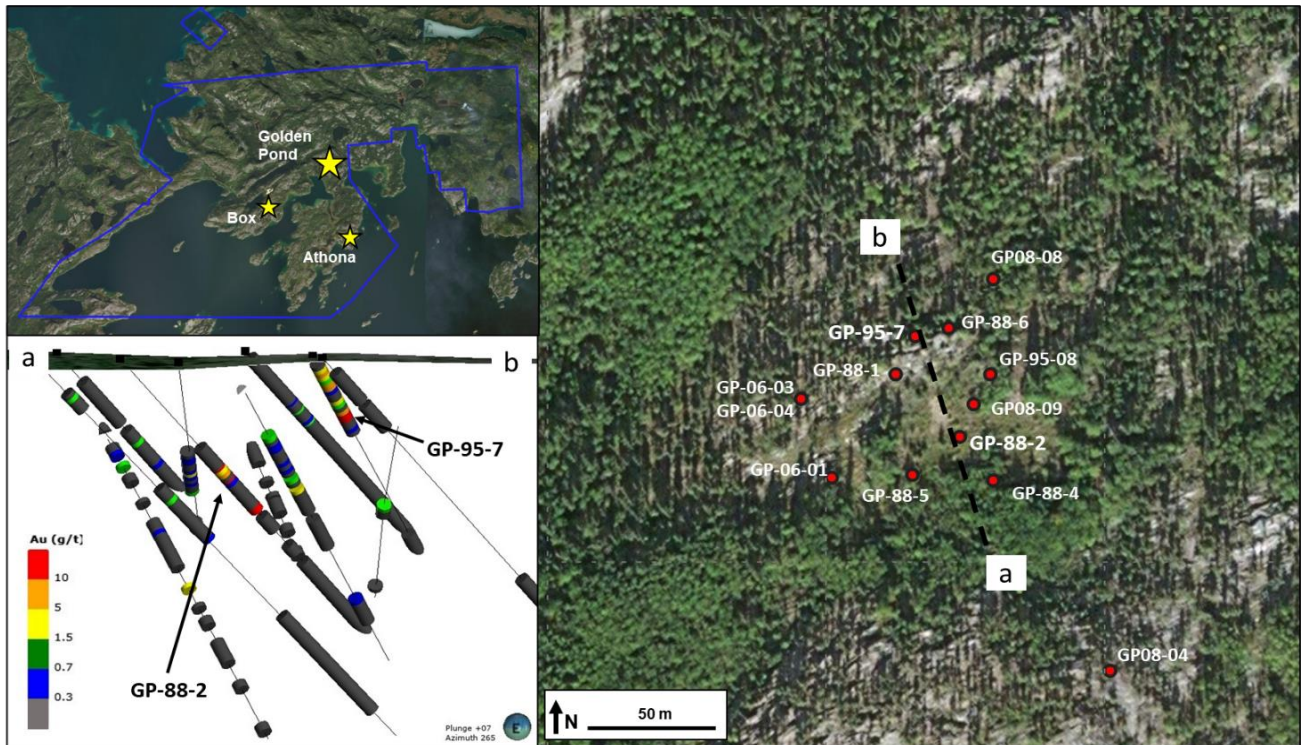 Golden
Pond
Box
Athona
a
b
GP-95-7
GP-88-2
Au (g/t)
10
5
1.5
0.7
0.3
Plunge +07
Azimuth 265
E
b
GP08-08
GP-88-6
GP-95-7
GP-95-08
GP-88-1
GP-06-03
GP-06-04
GP08-09
GP-88-2
GP-06-01
GP-88-5
GP-88-4
a
GP08-04
N
50 m